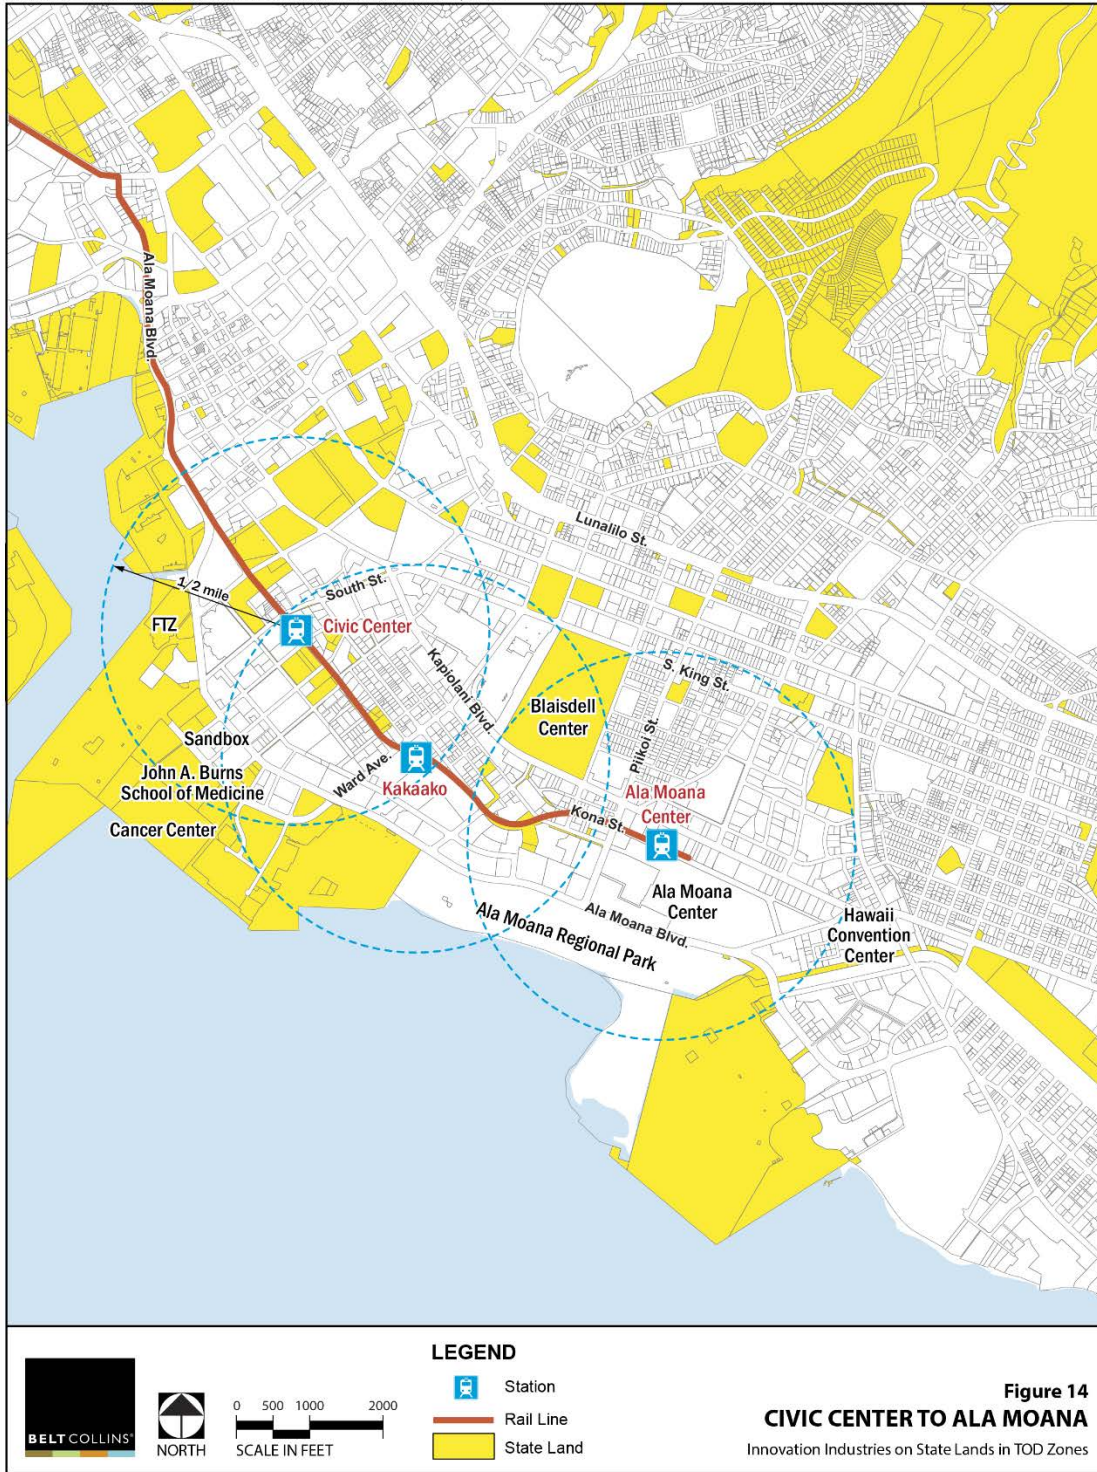 Ala Moana Blvd.
Lunalilo St.
1/2 mile
South St.
FTZ
Civic Center
Kapiolani Blvd.
S. King St.
Blaisdell
Center
Piikoi St.
Sandbox
John A. Burns
School of Medicine
Ward Ave.
Kakaako
Cancer Center
Ala Moana
Center
Kona St.
Ala Moana
Center
Ala Moana Blvd.
Ala Moana Regional Park
Hawaii
Convention
Center
BELT COLLINS®
NORTH
0 500 1000 2000
SCALE IN FEET
LEGEND
Station
Rail Line
State Land
Figure 14
CIVIC CENTER TO ALA MOANA
Innovation Industries on State Lands in TOD Zones